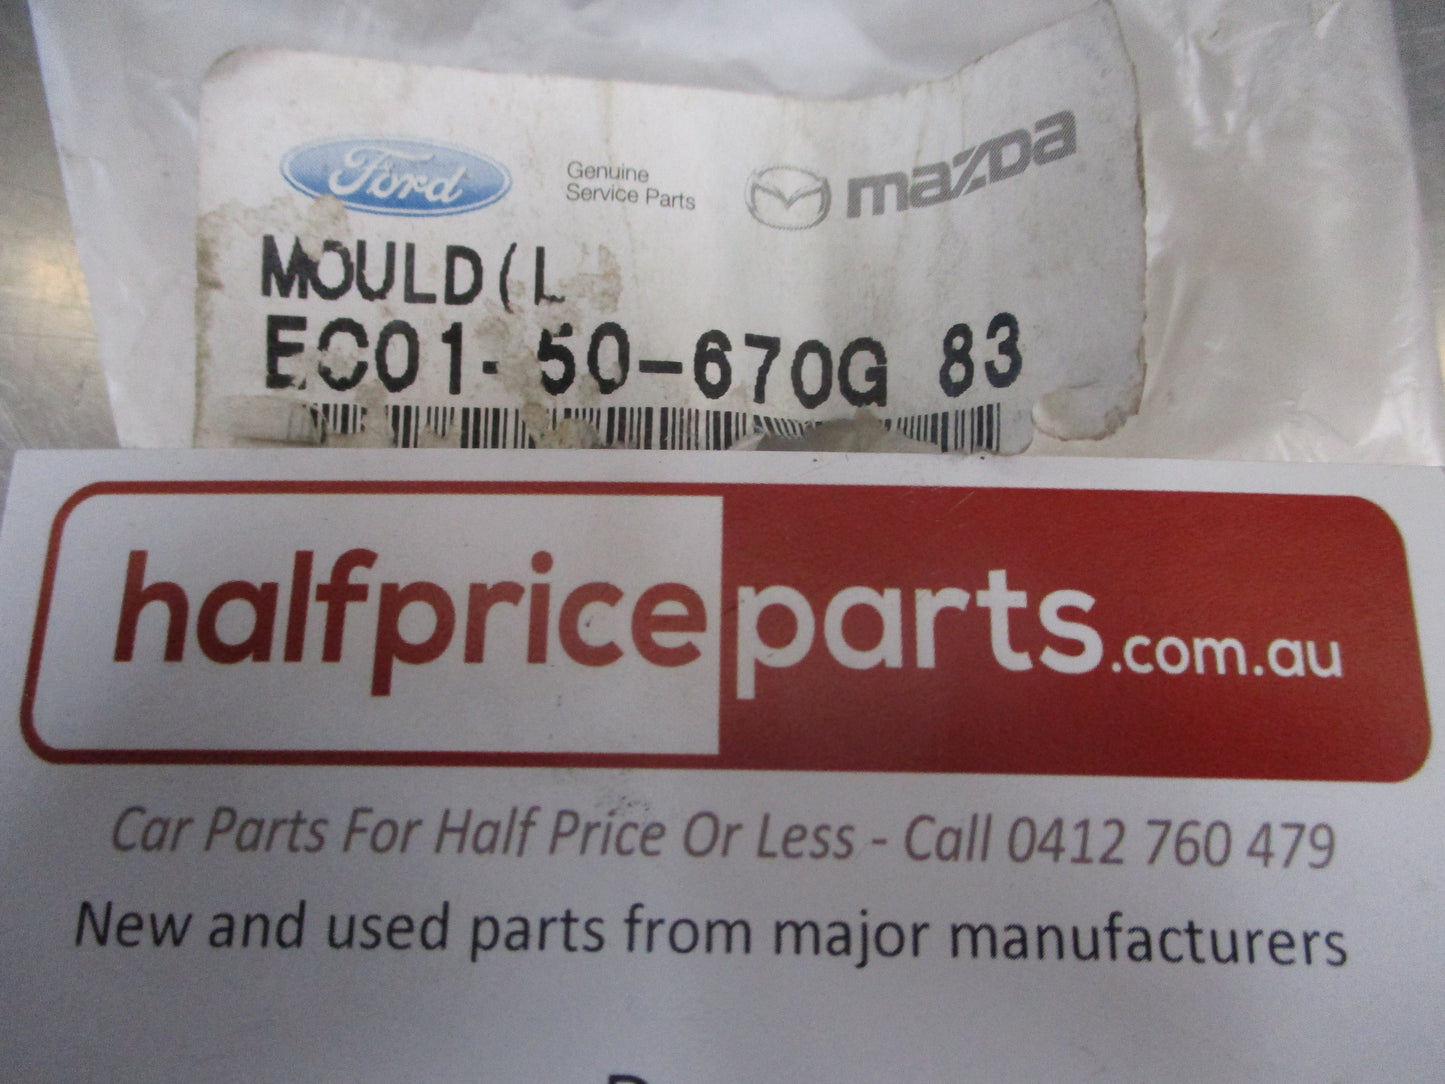 Ford
Genuine
Service Parts
mazda
MOULD(L
EC01-50-670G 83
halfpriceparts.com.au
Car Parts For Half Price Or Less - Call 0412 760 479
New and used parts from major manufacturers